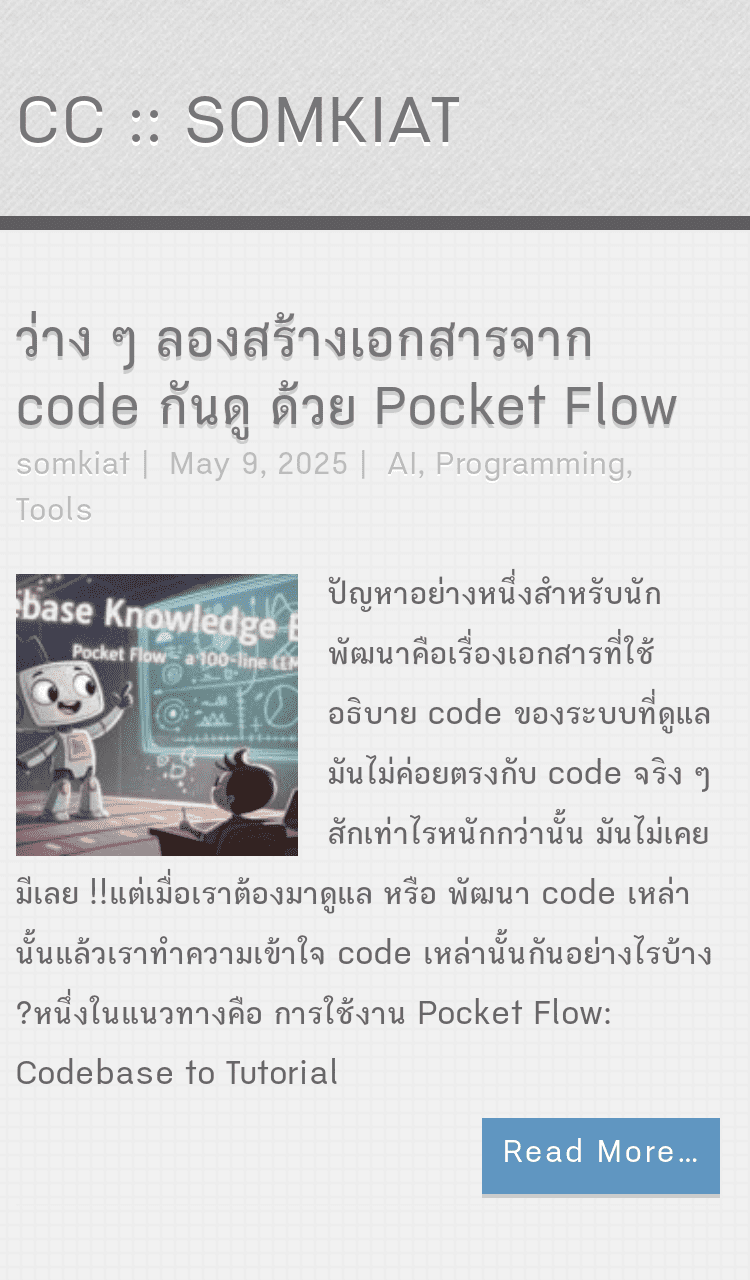 CC :: SOMKIAT
ว่าง ๆ ลองสร้างเอกสารจาก
code กันดู ด้วย Pocket Flow
somkiat | May 9, 2025 | AI, Programming,
Tools
ebase Knowledge
Pocket Flow a 100-line LLM
ปัญหาอย่างหนึ่งสำหรับนัก
พัฒนาคือเรื่องเอกสารที่ใช้
อธิบาย code ของระบบที่ดูแล
มันไม่ค่อยตรงกับ code จริง ๆ
สักเท่าไรหนักกว่านั้น มันไม่เคย
มีเลย !!แต่เมื่อเราต้องมาดูแล หรือ พัฒนา code เหล่า
นั้นแล้วเราทำความเข้าใจ code เหล่านั้นกันอย่างไรบ้าง
?หนึ่งในแนวทางคือ การใช้งาน Pocket Flow:
Codebase to Tutorial
Read More...